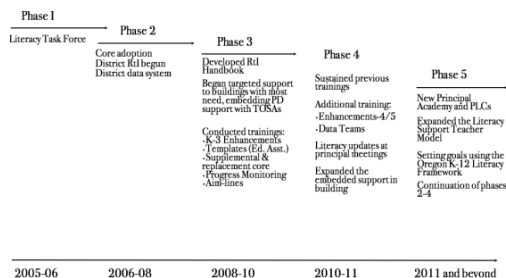 Phase I
Literacy Task Force
Phase 2
Core adoption
District RtI begun
District data system
Phase 3
Developed RtI
Handbook
Began targeted support
to buildings with most
need, embedding PD
support with TOSAs
Conducted trainings:
•K-3 Enhancements
•Templates (Ed. Asst.)
•Supplemental &
replacement core
•Progress Monitoring
•Aim-lines
Phase 4
Sustained previous
trainings
Additional training:
•Enhancements-4/5
•Data Teams
Literacy updates at
principal meetings
Expanded the
embedded support in
building
Phase 5
New Principal
Academy and PLCs
Expanded the Literacy
Support Teacher
Model
Setting goals using the
Oregon K-12 Literacy
Framework
Continuation of phases
2-4
2005-06
2006-08
2008-10
2010-11
2011 and beyond